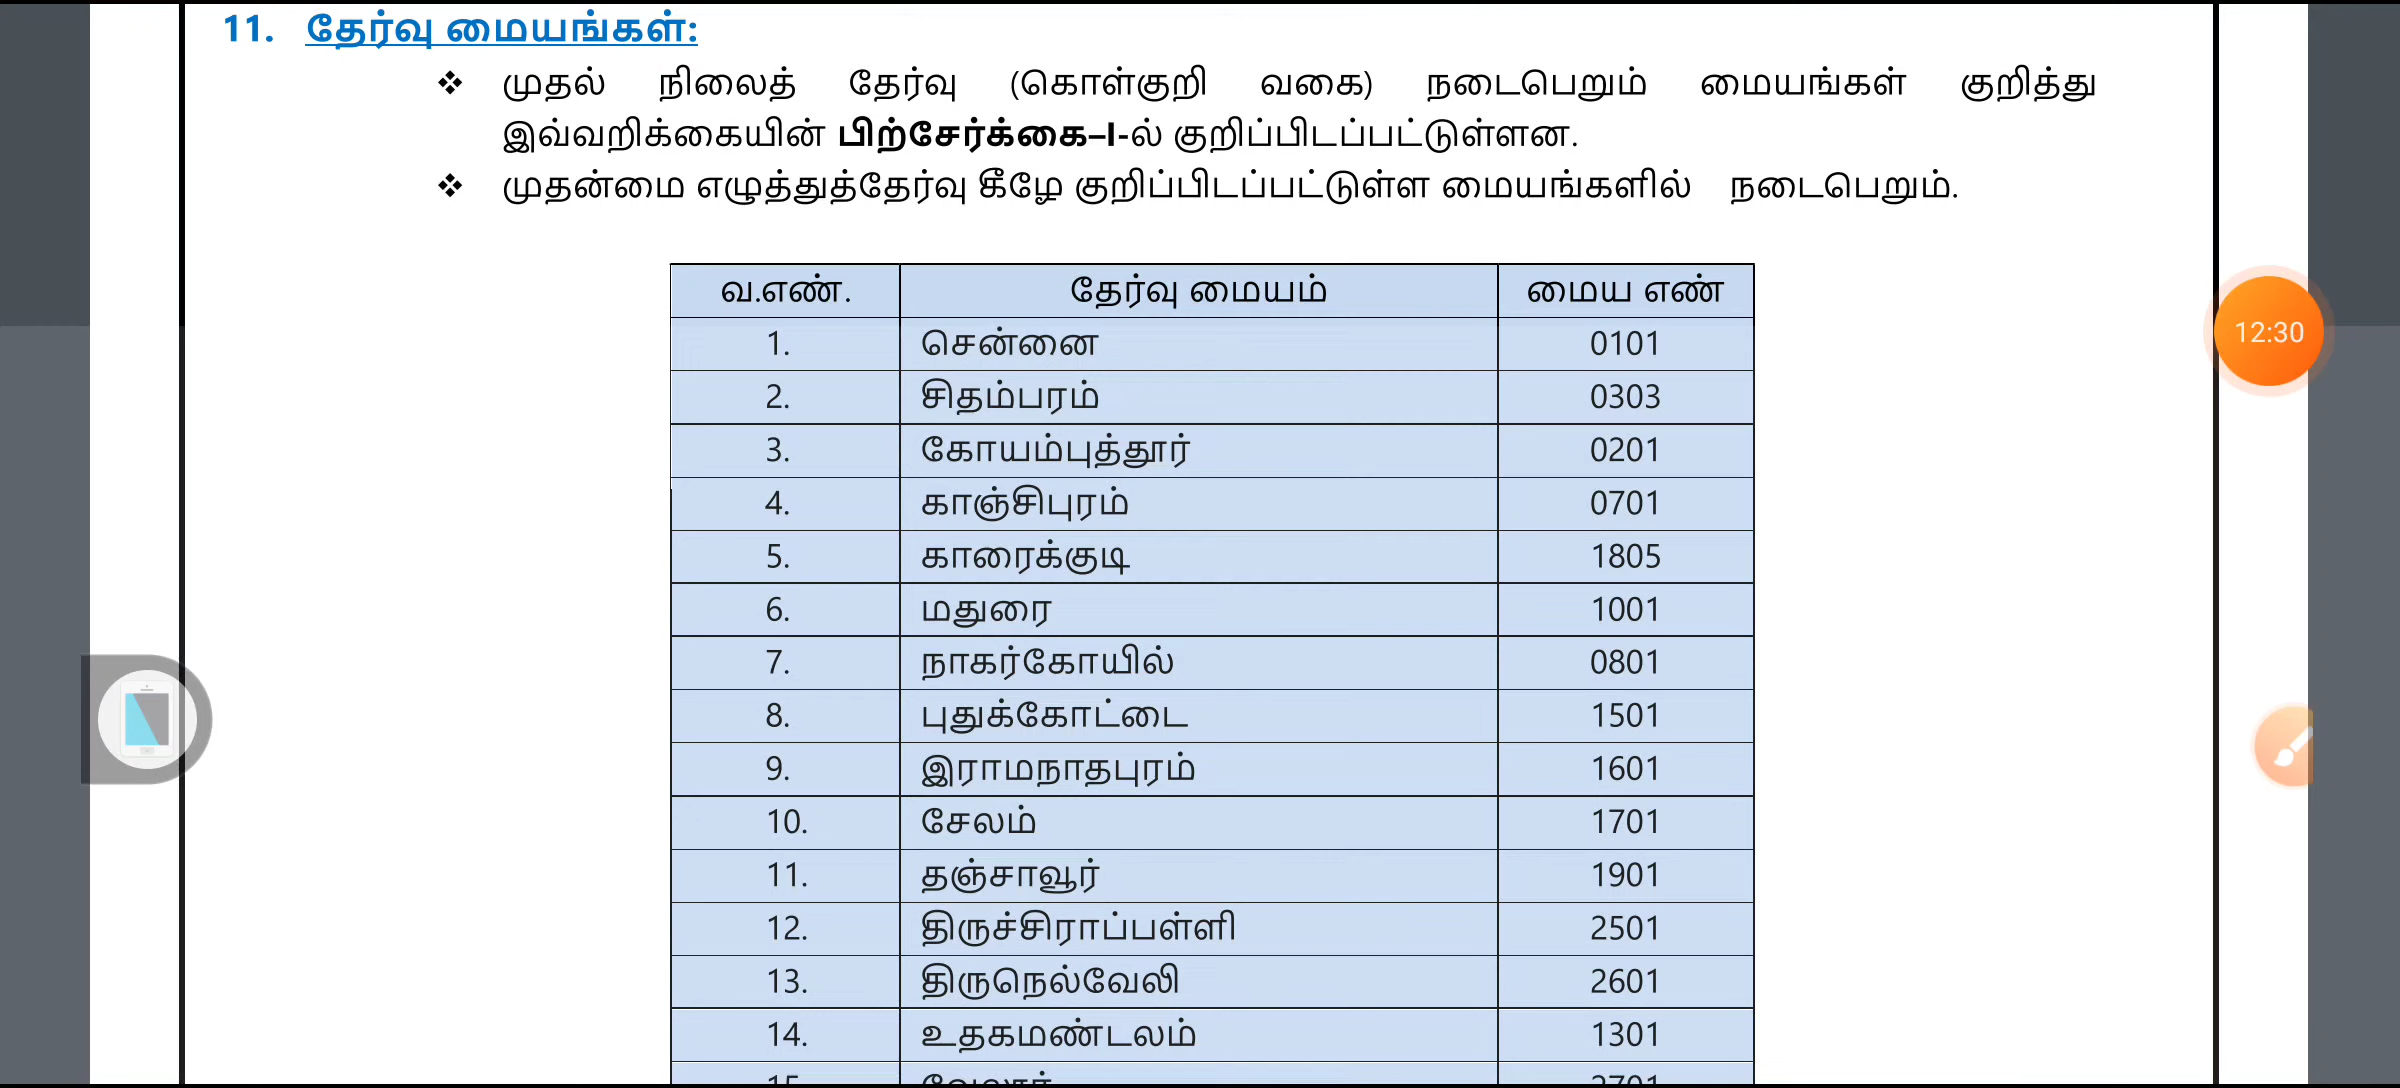 11. தேர்வு மையங்கள்:
❖ முதல் நிலைத் தேர்வு (கொள்குறி வகை) நடைபெறும் மையங்கள் குறித்து
இவ்வறிக்கையின் பிற்சேர்க்கை–I-ல் குறிப்பிடப்பட்டுள்ளன.
❖ முதன்மை எழுத்துத்தேர்வு கீழே குறிப்பிடப்பட்டுள்ள மையங்களில் நடைபெறும்.
வ.எண். தேர்வு மையம் மைய எண்
1. சென்னை 0101
12:30
2. சிதம்பரம் 0303
3. கோயம்புத்தூர் 0201
4. காஞ்சிபுரம் 0701
5. காரைக்குடி 1805
6. மதுரை 1001
7. நாகர்கோயில் 0801
8. புதுக்கோட்டை 1501
9. இராமநாதபுரம் 1601
10. சேலம் 1701
11. தஞ்சாவூர் 1901
12. திருச்சிராப்பள்ளி 2501
13. திருநெல்வேலி 2601
14. உதகமண்டலம் 1301